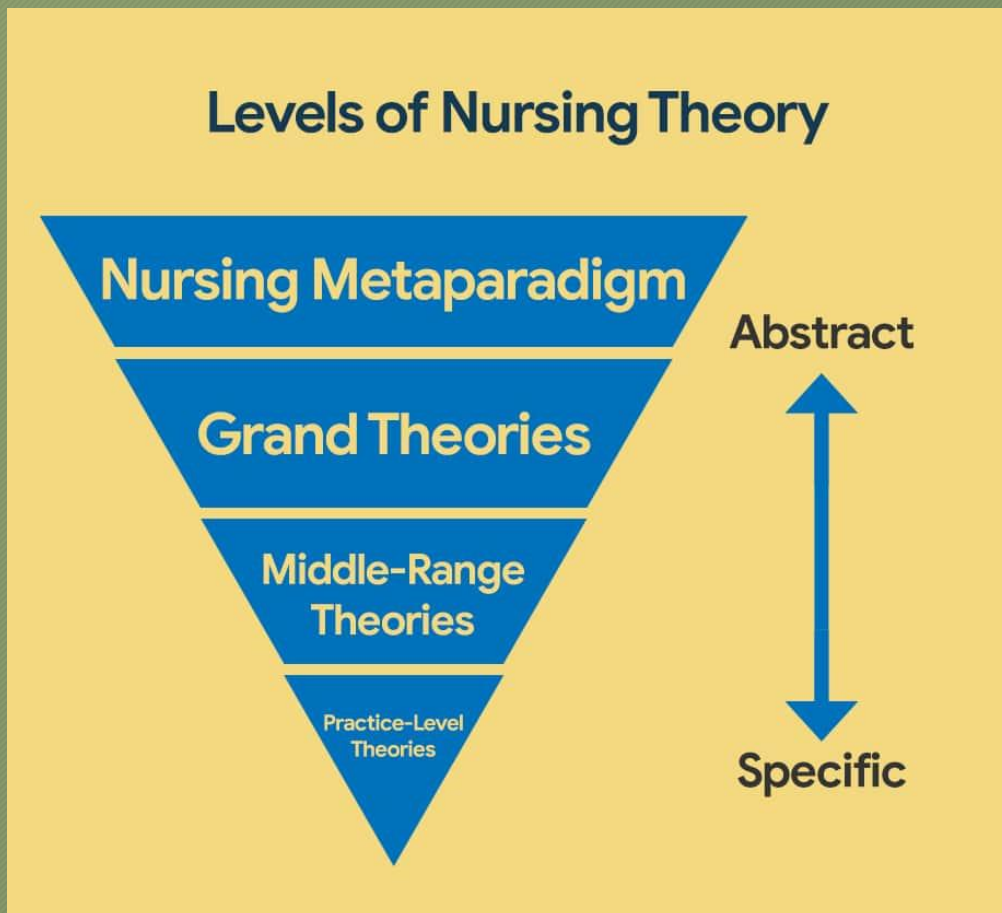 Levels of Nursing Theory
Nursing Metaparadigm
Abstract
Grand Theories
Middle-Range
Theories
Practice-Level
Theories
Specific